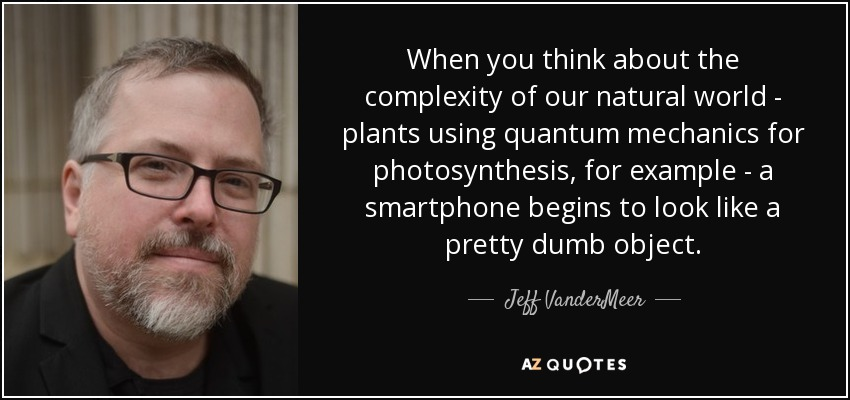 When you think about the
complexity of our natural world -
plants using quantum mechanics for
photosynthesis, for example - a
smartphone begins to look like a
pretty dumb object.
Jeff VanderMeer
AZ QUOTES